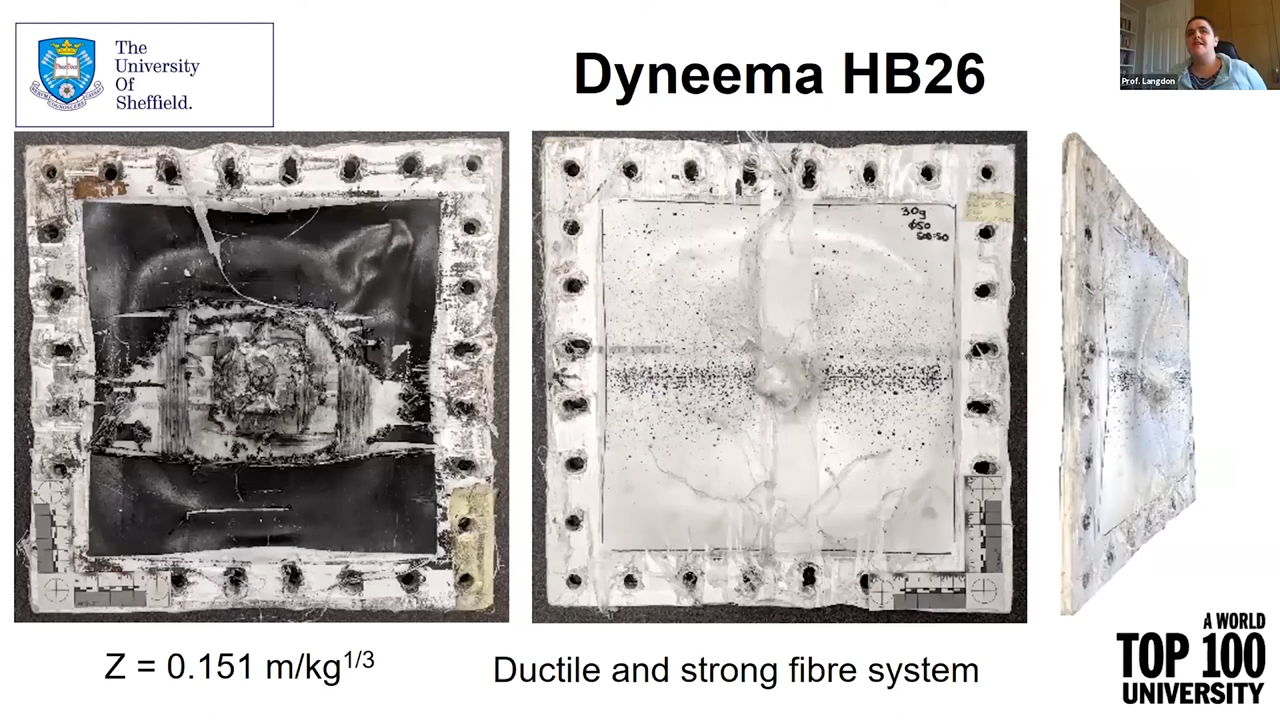 The
University
Of
Sheffield.
Dyneema HB26
Prof. Langdon
30g
ϕ50
Z = 0.151 m/kg1/3
Ductile and strong fibre system
A WORLD
TOP 100
UNIVERSITY